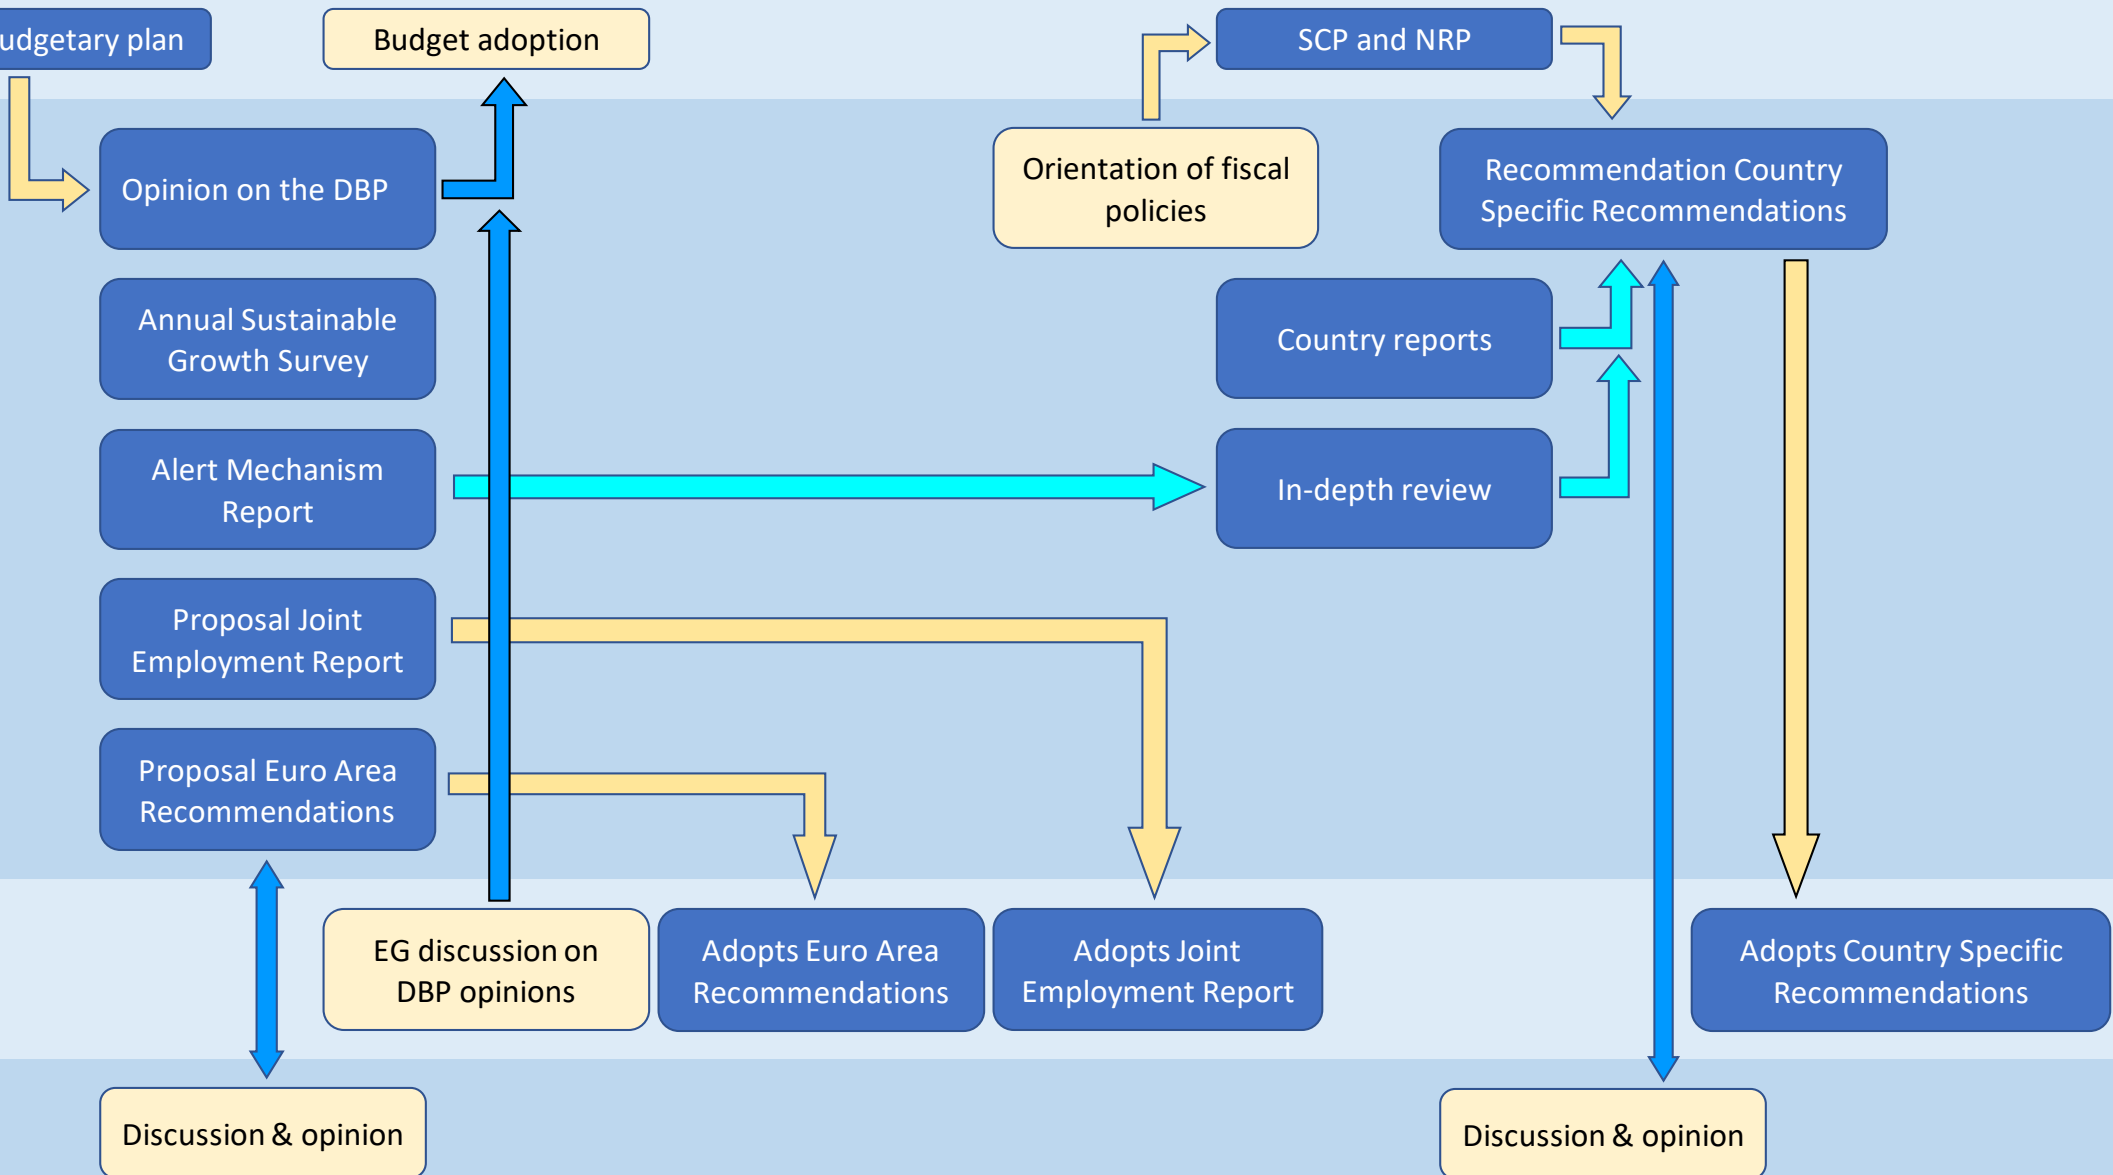 plan
Budget adoption
SCP and NRP
Opinion on the DBP
Orientation of fiscal
policies
Recommendation Country
Specific Recommendations
Annual Sustainable
Growth Survey
Country reports
Alert Mechanism
Report
In-depth review
Proposal Joint
Employment Report
Proposal Euro Area
Recommendations
EG discussion on
DBP opinions
Adopts Euro Area
Recommendations
Adopts Joint
Employment Report
Adopts Country Specific
Recommendations
Discussion & opinion
Discussion & opinion